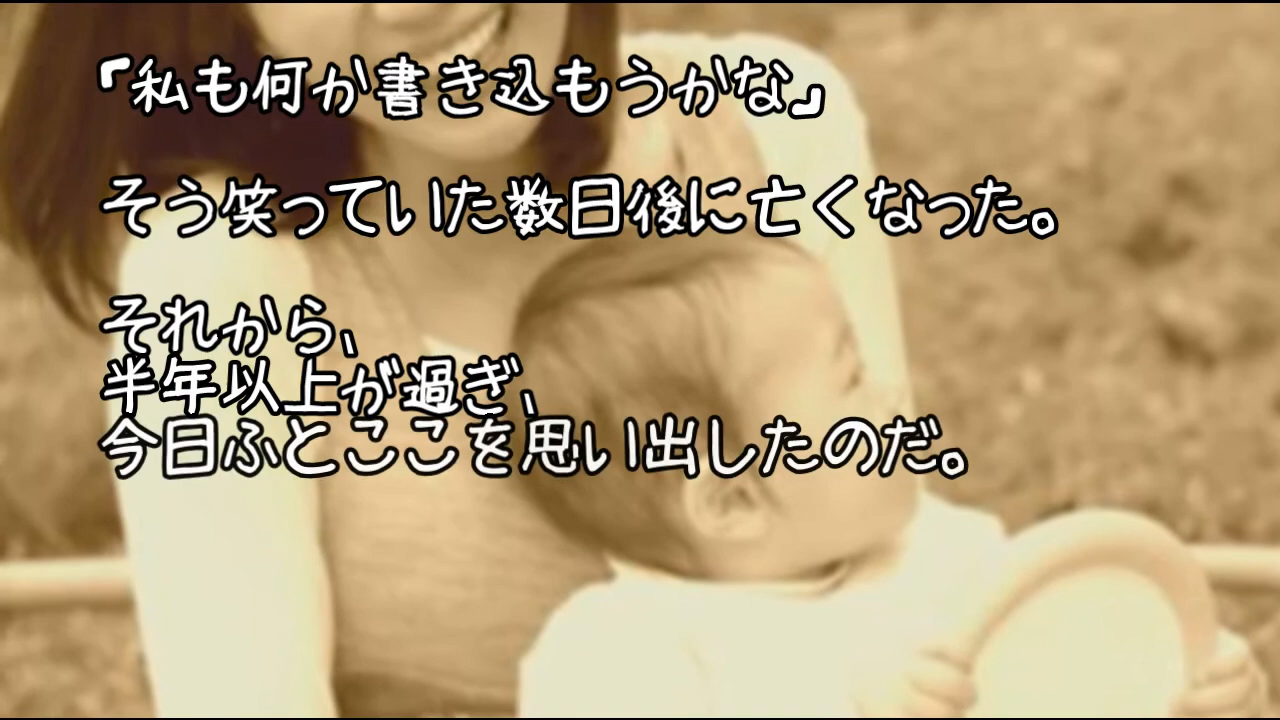 『私も何か書き込もうかな』
そう笑っていた数日後に亡くなった。
それから、
半年以上が過ぎ、
今日ふとここを思い出したのだ。